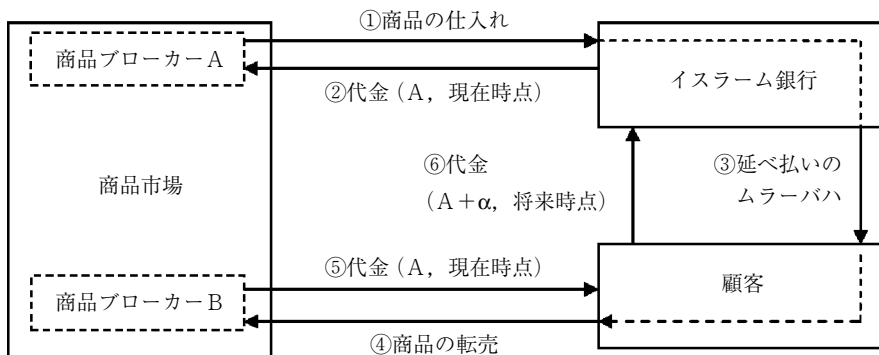 ①商品の仕入れ
商品ブローカーA
②代金（A，現在時点）
イスラーム銀行
商品市場
⑥代金
（A＋α，将来時点）
③延べ払いの
ムラーバハ
⑤代金（A，現在時点）
商品ブローカーB
顧客
④商品の転売